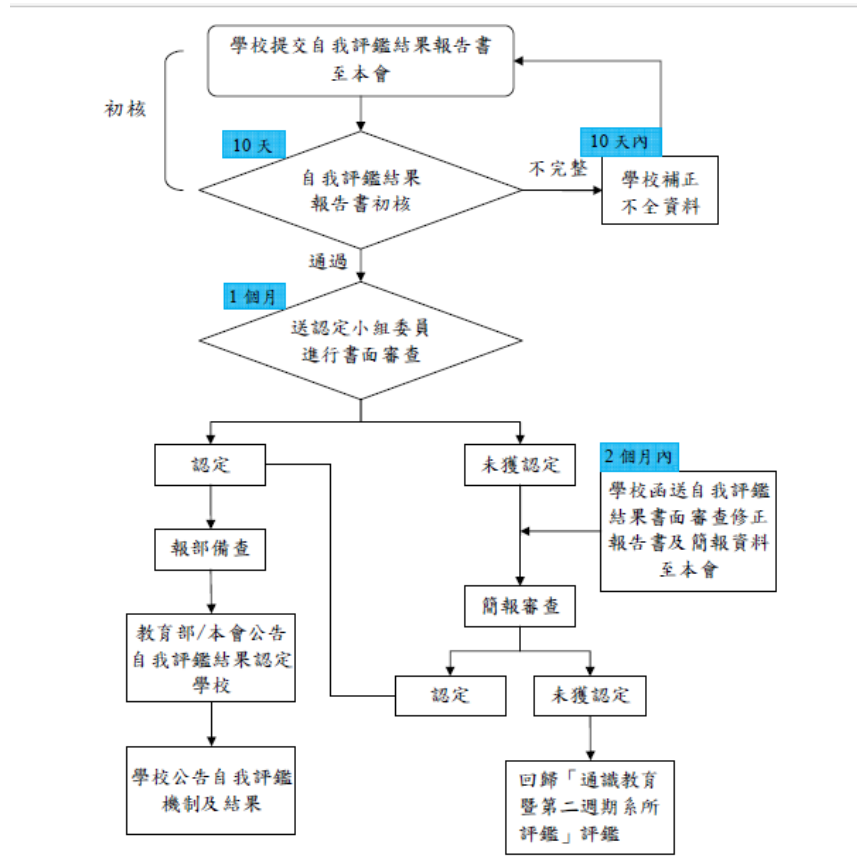 學校提交自我評鑑結果報告書
至本會
初核
10 天
自我評鑑結果
報告書初核
不完整
10 天內
學校補正
不全資料
通過
1 個月
送認定小組委員
進行書面審查
認定
未獲認定
2 個月內
學校函送自我評鑑
結果書面審查修正
報告書及簡報資料
至本會
報部備查
簡報審查
教育部/本會公告
自我評鑑結果認定
學校
認定
未獲認定
學校公告自我評鑑
機制及結果
回歸「通識教育
暨第二週期系所
評鑑」評鑑